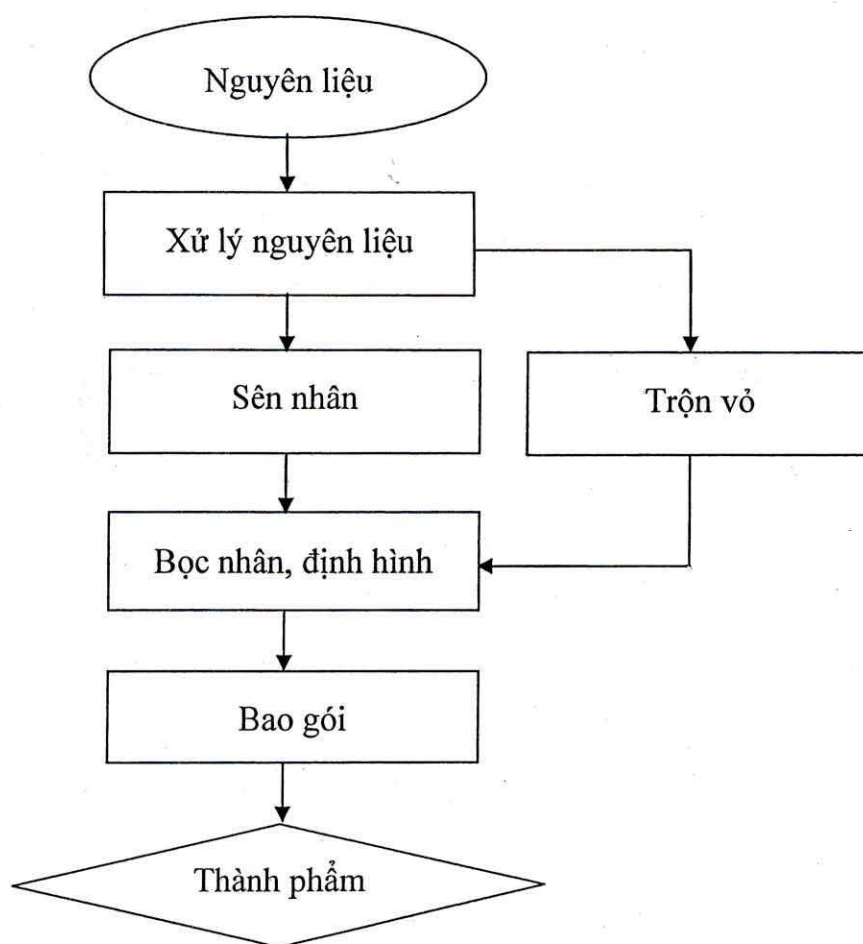 Nguyên liệu
Xử lý nguyên liệu
Sên nhân
Trộn vỏ
Bọc nhân, định hình
Bao gói
Thành phẩm